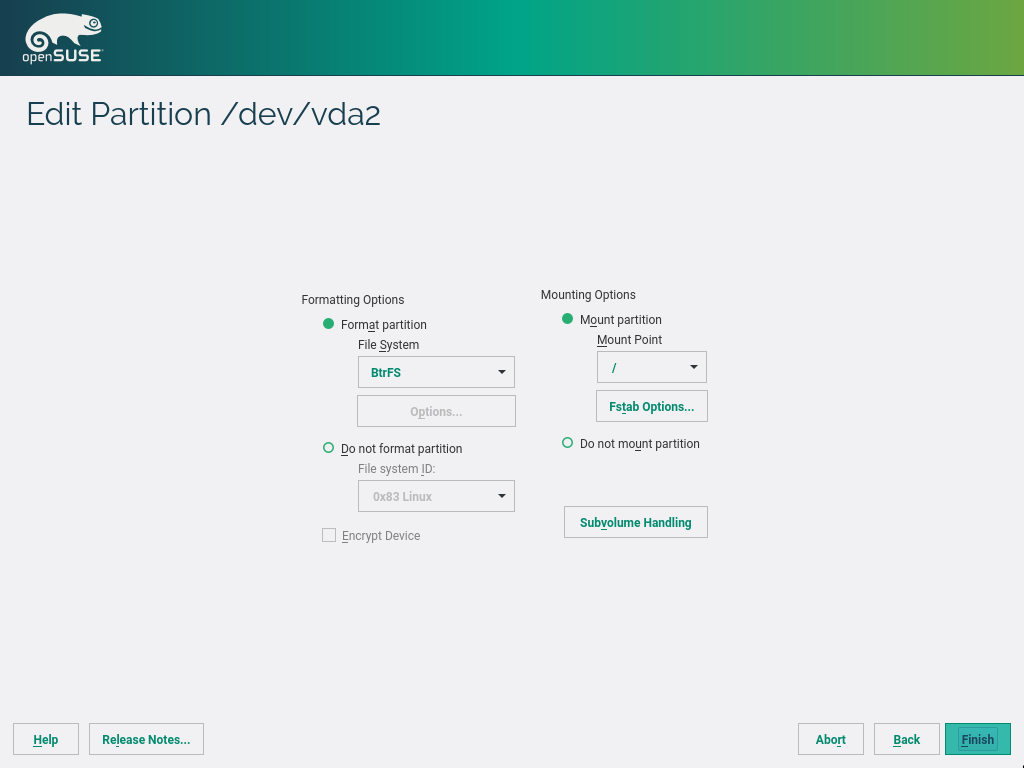 openSUSE
Edit Partition /dev/vda2
Formatting Options
Format partition
File System
BtrFS
Options...
Do not format partition
File system ID:
0x83 Linux
Encrypt Device
Mounting Options
Mount partition
Mount Point
/
Fstab Options...
Do not mount partition
Subvolume Handling
Help
Release Notes...
Abort
Back
Finish